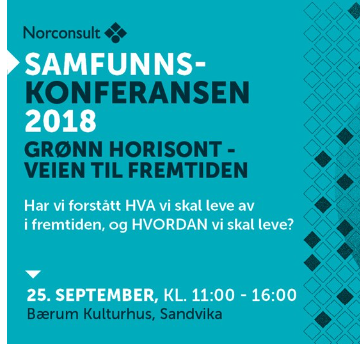 Norconsult
SAMFUNNS-
KONFERANSEN
2018
GRØNN HORISONT -
VEIEN TIL FREMTIDEN
Har vi forstått HVA vi skal leve av
i fremtiden, og HVORDAN vi skal leve?
25. SEPTEMBER, KL. 11:00 - 16:00
Bærum Kulturhus, Sandvika